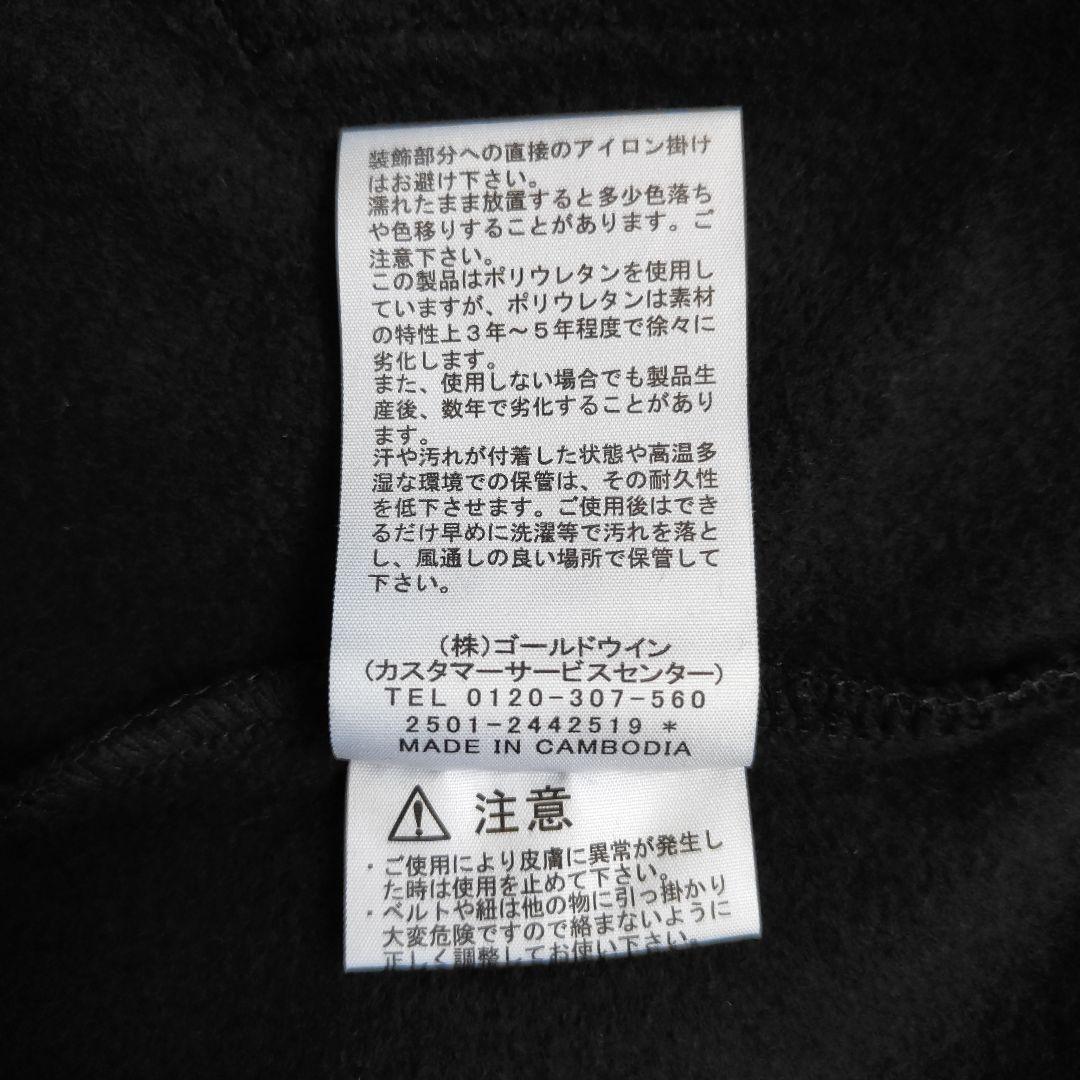 装飾部分への直接のアイロン掛け
はお避け下さい。
濡れたまま放置すると多少色落ち
や色移りすることがあります。ご
注意下さい。
この製品はポリウレタンを使用し
ていますが、ポリウレタンは素材
の特性上3年～5年程度で徐々に
劣化します。
また、使用しない場合でも製品生
産後、数年で劣化することがあり
ます。
汗や汚れが付着した状態や高温多
湿な環境での保管は、その耐久性
を低下させます。ご使用後はでき
るだけ早めに洗濯等で汚れを落と
し、風通しの良い場所で保管して
下さい。
(株)ゴールドウイン
(カスタマーサービスセンター)
TEL 0120-307-560
2501-2442519 *
MADE IN CAMBODIA
注意
・ご使用により皮膚に異常が発生し
た時は使用を止めて下さい。
・ベルトや紐は他の物に引っ掛かり
大変危険ですので絡まないように
正しく調整してお使い下さい。